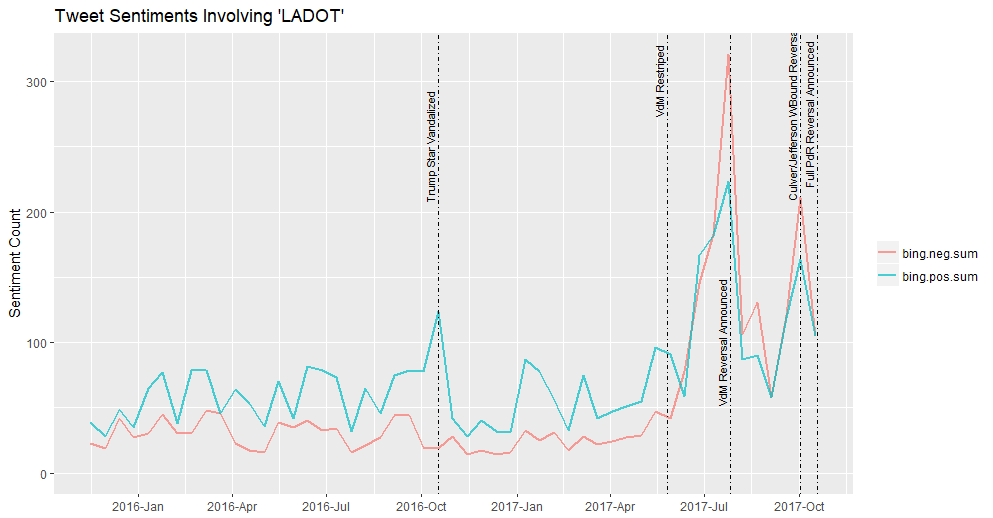 Tweet Sentiments Involving 'LADOT'
Sentiment Count
300
200
100
0
Trump Star Vandalized
VdM Restriped
VdM Reversal Announced
Culver/Jefferson WBound Reversa
Full PdR Reversal Announced
2016-Jan
2016-Apr
2016-Jul
2016-Oct
2017-Jan
2017-Apr
2017-Jul
2017-Oct
bing.neg.sum
bing.pos.sum